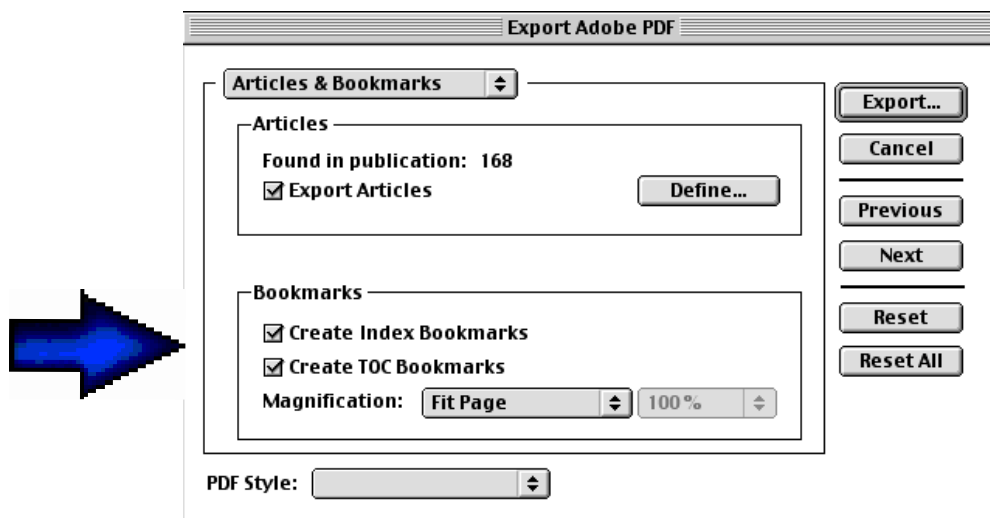 Export Adobe PDF
Articles & Bookmarks
Export...
Articles
Cancel
Found in publication: 168
Export Articles
Define...
Previous
Next
Bookmarks
Create Index Bookmarks
Reset
Create TOC Bookmarks
Reset All
Magnification: Fit Page 100%
PDF Style: